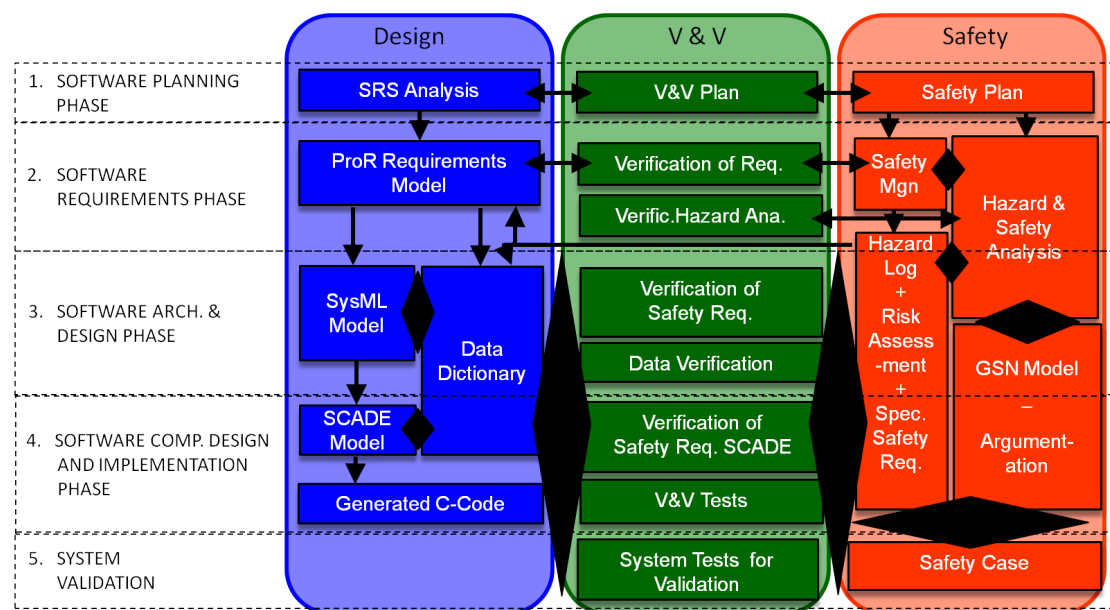 Design
V & V
Safety
1. SOFTWARE PLANNING
PHASE
SRS Analysis
V&V Plan
Safety Plan
2. SOFTWARE
REQUIREMENTS PHASE
ProR Requirements
Model
Verification of Req.
Verific.Hazard Ana.
Safety
Mgn
Hazard &
Safety
Analysis
3. SOFTWARE ARCH. &
DESIGN PHASE
SysML
Model
Data
Dictionary
Verification of
Safety Req.
Data Verification
Hazard
Log
+
Risk
Assess
-ment
+
Spec.
Safety
Req.
GSN Model
–
Argument-
ation
4. SOFTWARE COMP. DESIGN
AND IMPLEMENTATION
PHASE
SCADE
Model
Generated C-Code
Verification of
Safety Req. SCADE
V&V Tests
5. SYSTEM
VALIDATION
System Tests for
Validation
Safety Case